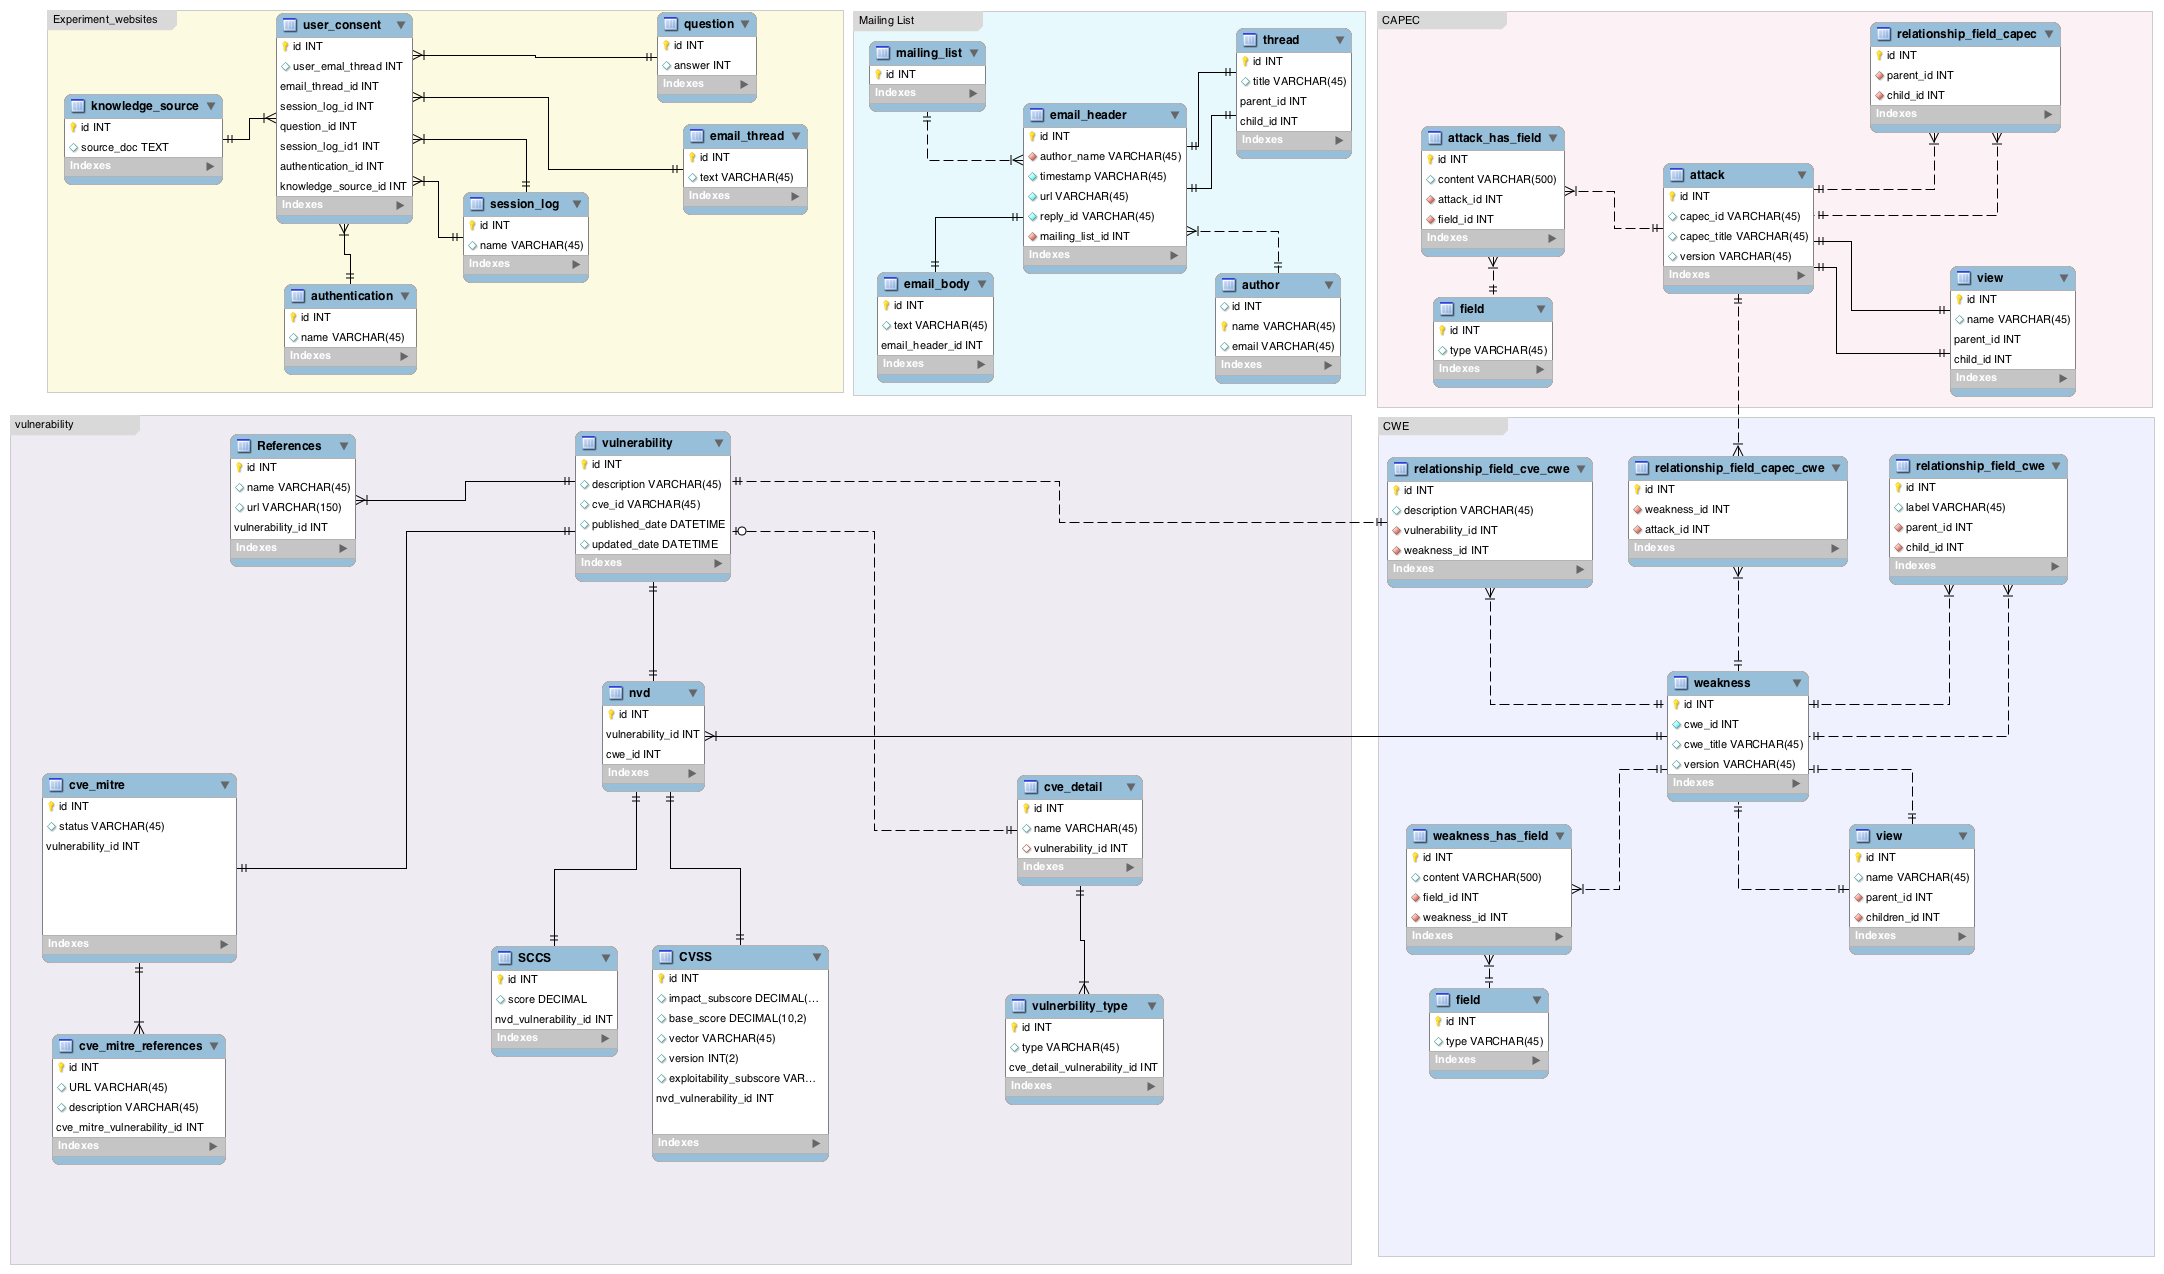 Experiment_websites
user_consent
id INT
user_emal_thread INT
email_thread_id INT
session_log_id INT
question_id INT
session_log_id1 INT
authentication_id INT
knowledge_source_id INT
Indexes
question
id INT
answer INT
Indexes
knowledge_source
id INT
source_doc TEXT
Indexes
email_thread
id INT
text VARCHAR(45)
Indexes
session_log
id INT
name VARCHAR(45)
Indexes
authentication
id INT
name VARCHAR(45)
Indexes
Mailing List
mailing_list
id INT
Indexes
thread
id INT
title VARCHAR(45)
parent_id INT
child_id INT
Indexes
email_header
id INT
author_name VARCHAR(45)
timestamp VARCHAR(45)
url VARCHAR(45)
reply_id VARCHAR(45)
mailing_list_id INT
Indexes
email_body
id INT
text VARCHAR(45)
email_header_id INT
Indexes
author
id INT
name VARCHAR(45)
email VARCHAR(45)
Indexes
CAPEC
relationship_field_capec
id INT
parent_id INT
child_id INT
Indexes
attack_has_field
id INT
content VARCHAR(500)
attack_id INT
field_id INT
Indexes
attack
id INT
capec_id VARCHAR(45)
capec_title VARCHAR(45)
version VARCHAR(45)
Indexes
view
id INT
name VARCHAR(45)
parent_id INT
child_id INT
Indexes
field
id INT
type VARCHAR(45)
Indexes
vulnerability
References
id INT
name VARCHAR(45)
url VARCHAR(150)
vulnerability_id INT
Indexes
vulnerability
id INT
description VARCHAR(45)
cve_id VARCHAR(45)
published_date DATETIME
updated_date DATETIME
Indexes
nvd
id INT
vulnerability_id INT
cwe_id INT
Indexes
cve_mitre
id INT
status VARCHAR(45)
vulnerability_id INT
Indexes
cve_detail
id INT
name VARCHAR(45)
vulnerability_id INT
Indexes
SCCS
id INT
score DECIMAL
nvd_vulnerability_id INT
Indexes
CVSS
id INT
impact_subscore DECIMAL(...
base_score DECIMAL(10,2)
vector VARCHAR(45)
version INT(2)
exploitability_subscore VAR...
nvd_vulnerability_id INT
Indexes
vulnerbility_type
id INT
type VARCHAR(45)
cve_detail_vulnerability_id INT
Indexes
cve_mitre_references
id INT
URL VARCHAR(45)
description VARCHAR(45)
cve_mitre_vulnerability_id INT
Indexes
CWE
relationship_field_cve_cwe
id INT
description VARCHAR(45)
vulnerability_id INT
weakness_id INT
Indexes
relationship_field_capec_cwe
id INT
weakness_id INT
attack_id INT
Indexes
relationship_field_cwe
id INT
label VARCHAR(45)
parent_id INT
child_id INT
Indexes
weakness
id INT
cwe_id INT
cwe_title VARCHAR(45)
version VARCHAR(45)
Indexes
weakness_has_field
id INT
content VARCHAR(500)
field_id INT
weakness_id INT
Indexes
view
id INT
name VARCHAR(45)
parent_id INT
children_id INT
Indexes
field
id INT
type VARCHAR(45)
Indexes